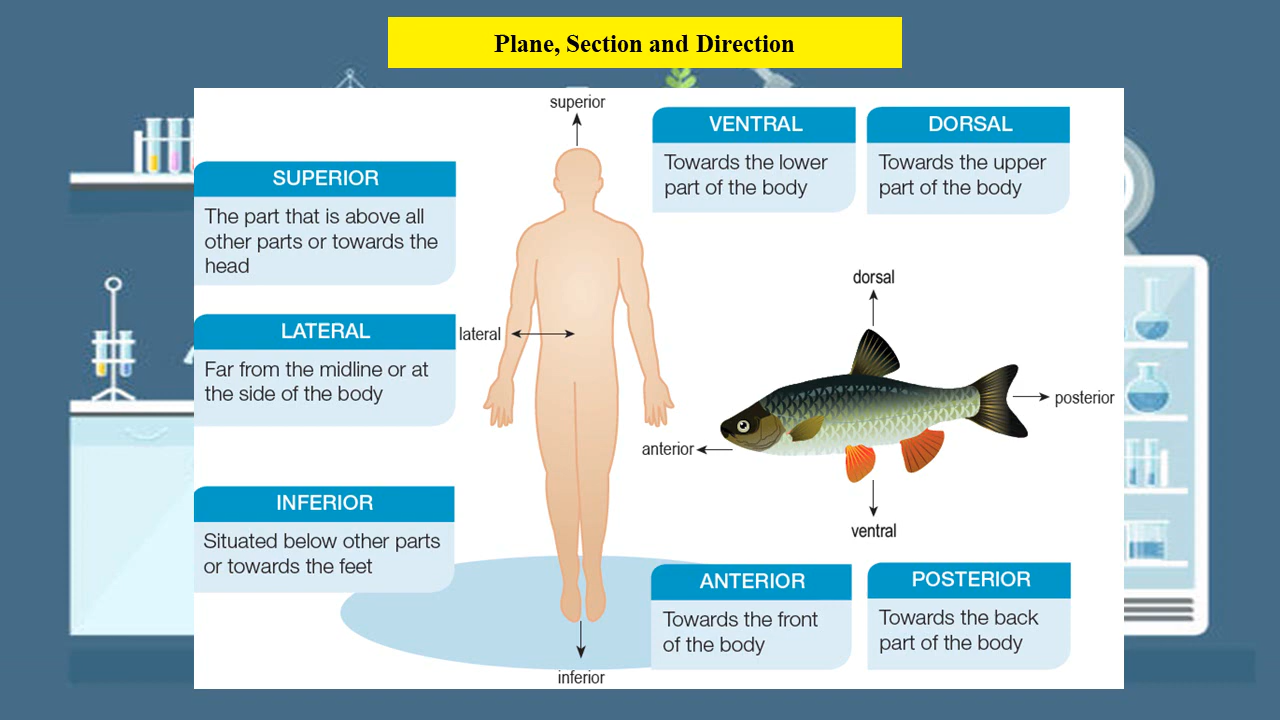 Plane, Section and Direction
superior
SUPERIOR
The part that is above all
other parts or towards the
head
LATERAL
Far from the midline or at
the side of the body
lateral
INFERIOR
Situated below other parts
or towards the feet
inferior
VENTRAL
Towards the lower
part of the body
DORSAL
Towards the upper
part of the body
dorsal
posterior
anterior
ventral
ANTERIOR
Towards the front
of the body
POSTERIOR
Towards the back
part of the body